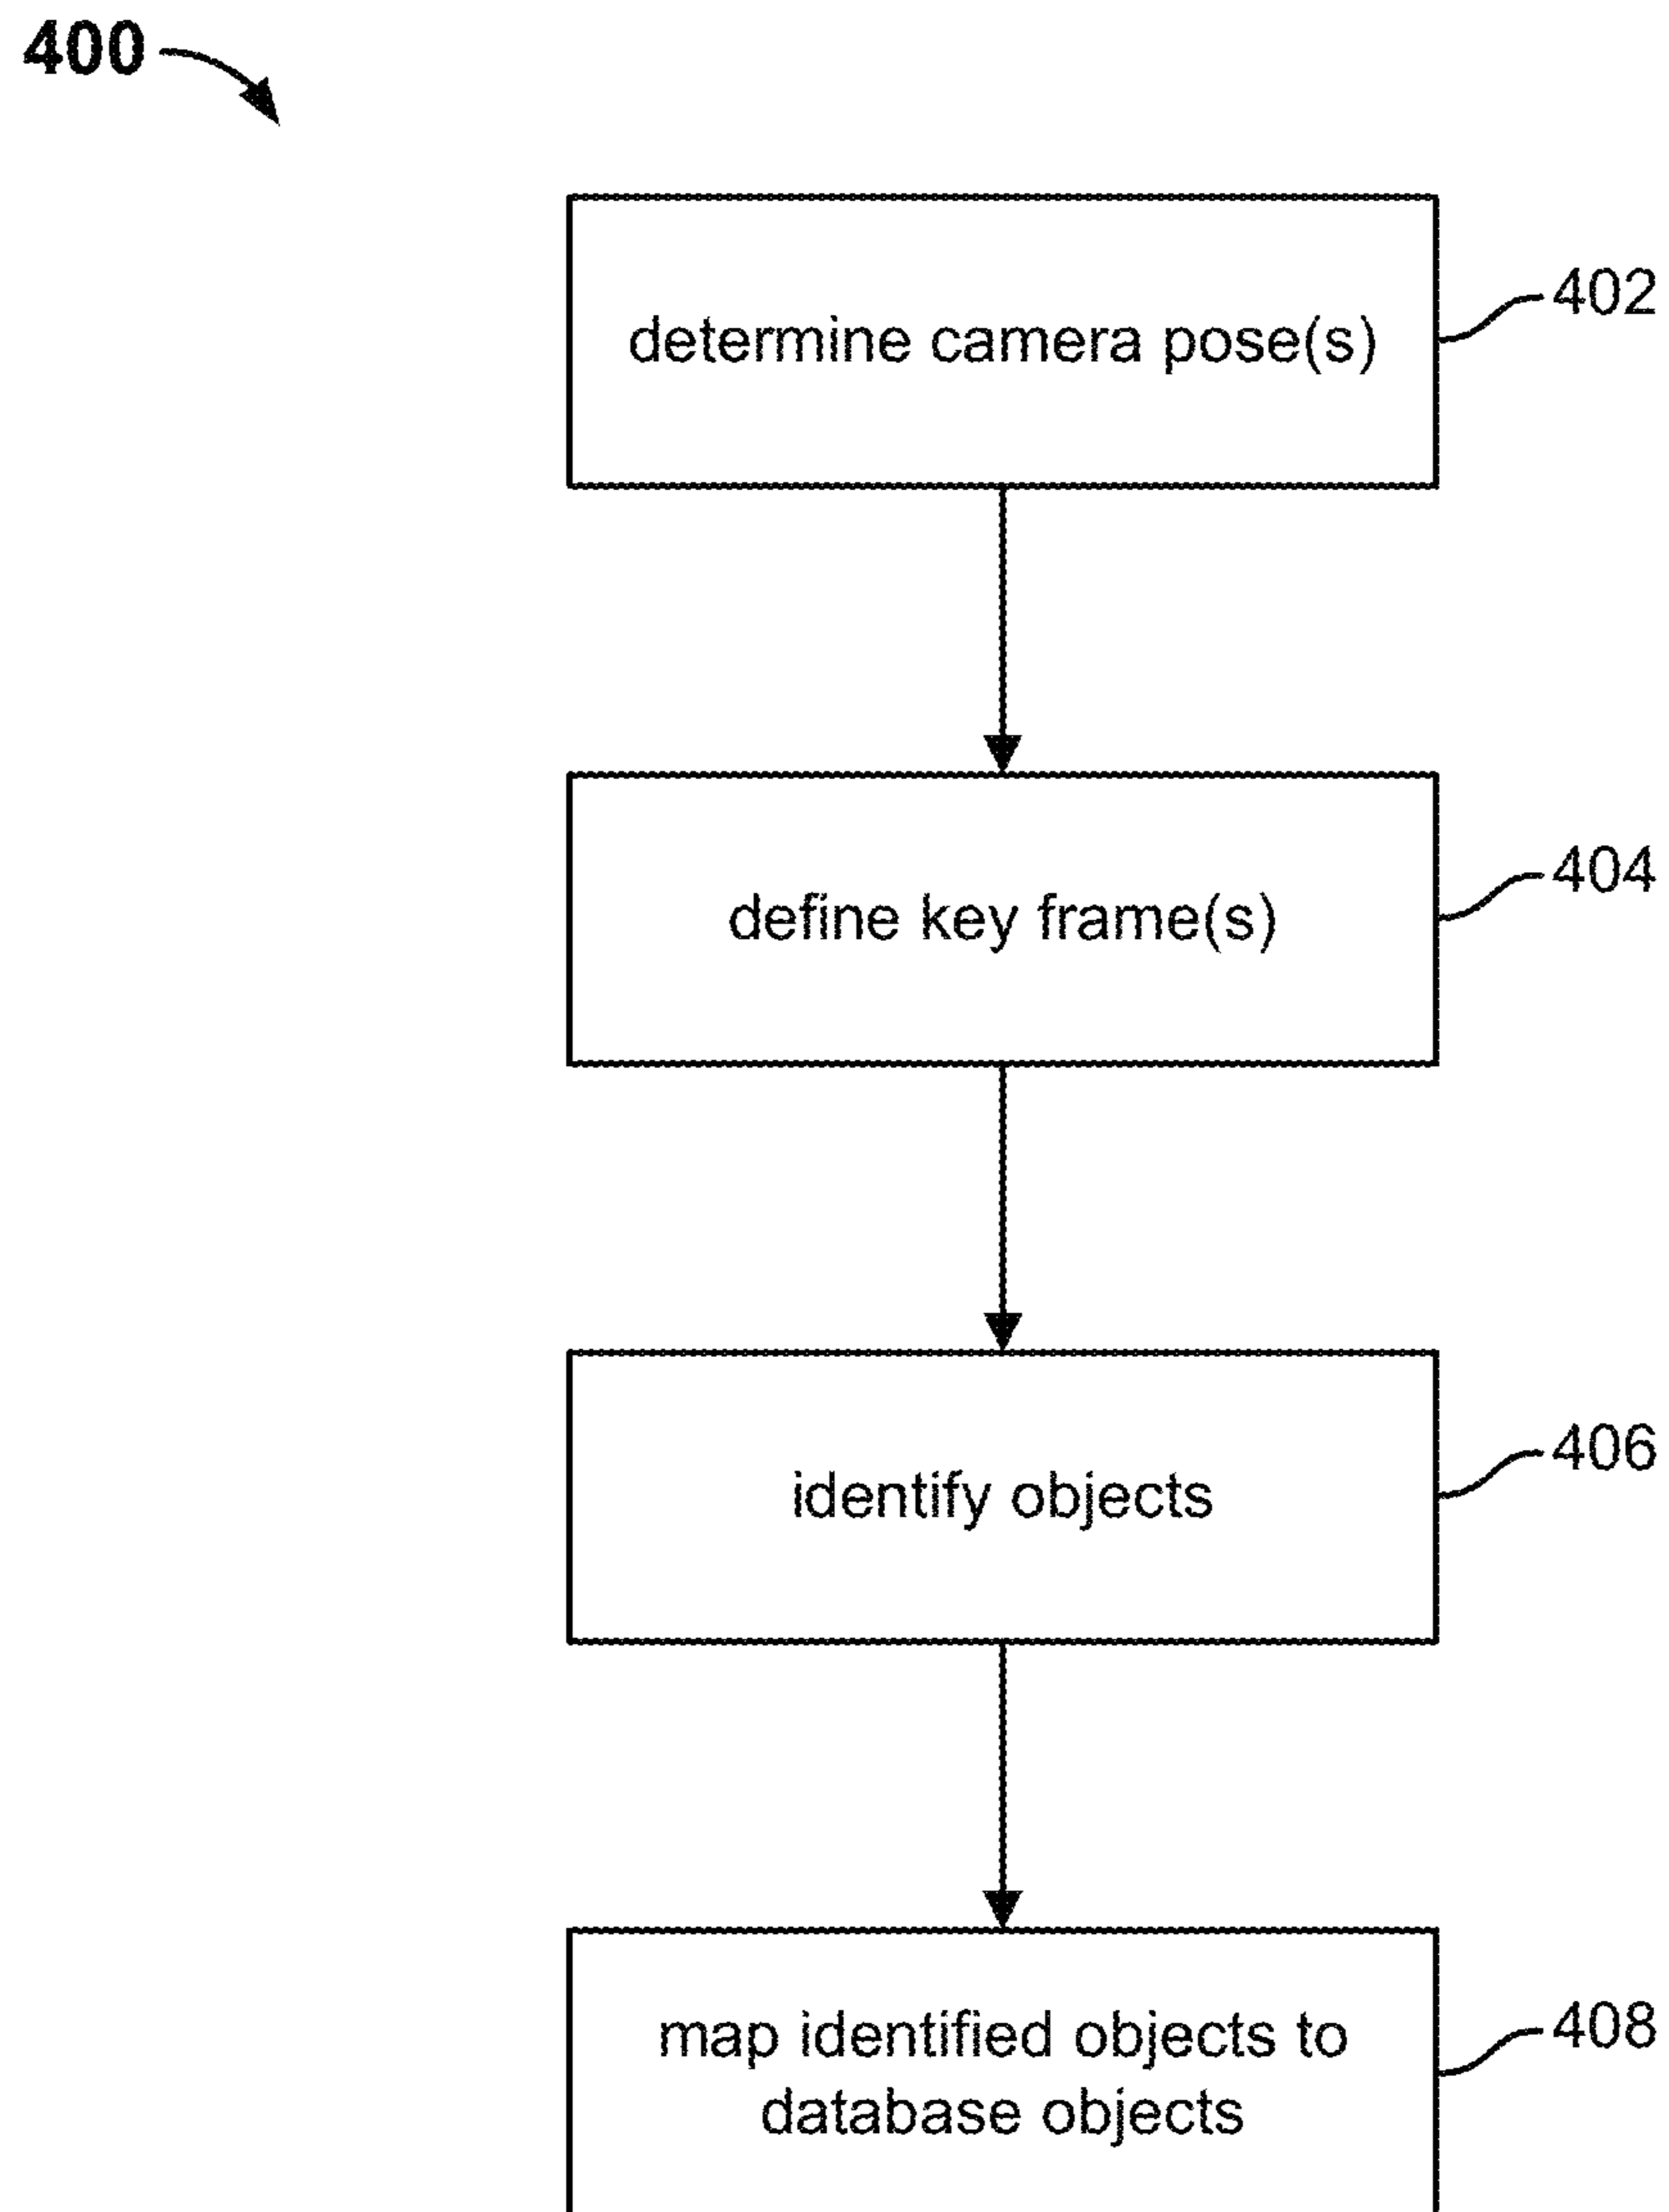 400
determine camera pose(s)
402
define key frame(s)
404
identify objects
406
map identified objects to
database objects
408